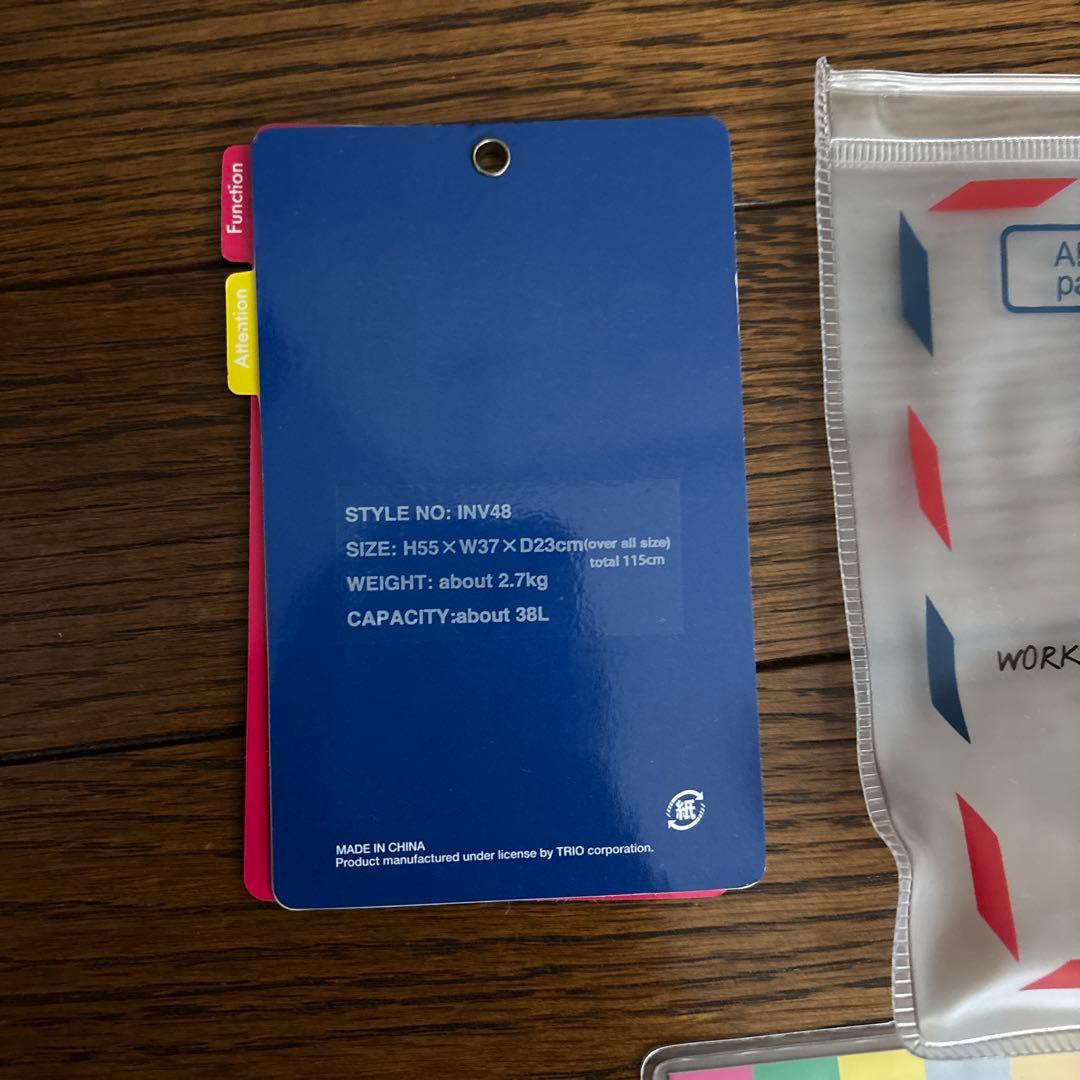 Function
Attention
STYLE NO: INV48
SIZE: H55×W37×D23cm(over all size)
total 115cm
WEIGHT: about 2.7kg
CAPACITY:about 38L
紙
MADE IN CHINA
Product manufactured under license by TRIO corporation.
WORK